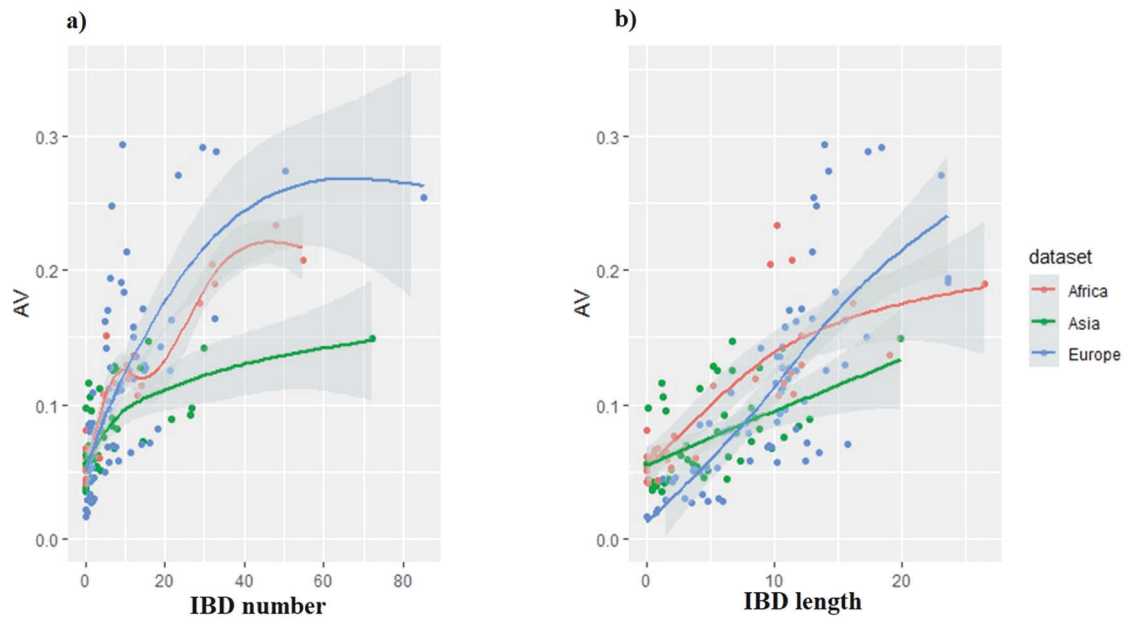 a)
b)
0.3
0.2
0.1
0.0
AV
0 20 40 60 80
IBD number
0.3
0.2
0.1
0.0
AV
0 10 20
IBD length
dataset
Africa
Asia
Europe